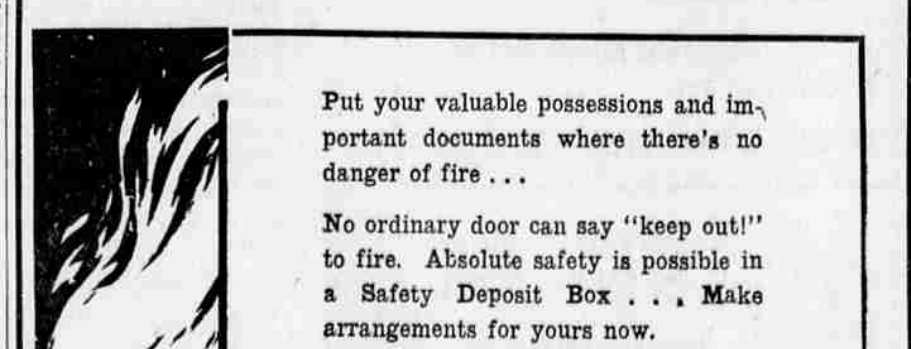 Put your valuable possessions and im-
portant documents where there's no
danger of fire . . .
No ordinary door can say "keep out!"
to fire. Absolute safety is possible in
a Safety Deposit Box . . . Make
arrangements for yours now.